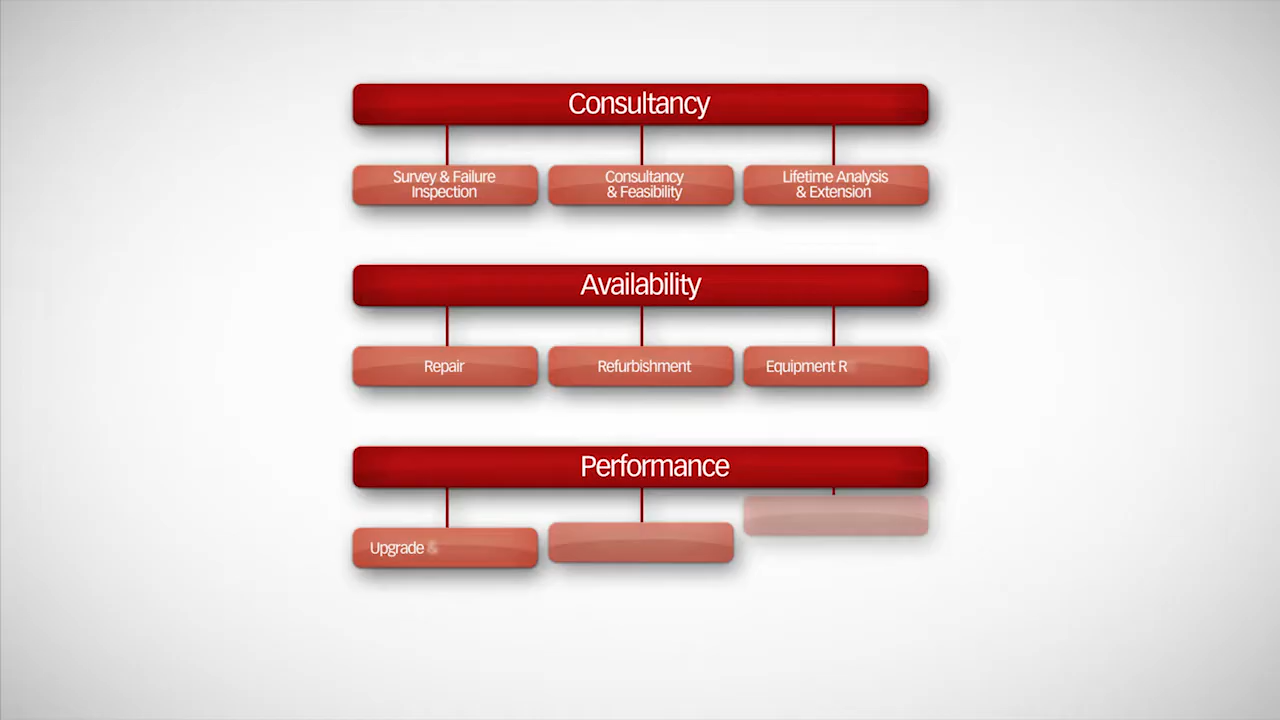 Consultancy
Survey & Failure
Inspection
Consultancy
& Feasibility
Lifetime Analysis
& Extension
Availability
Repair
Refurbishment
Equipment R
Performance
Upgrade &